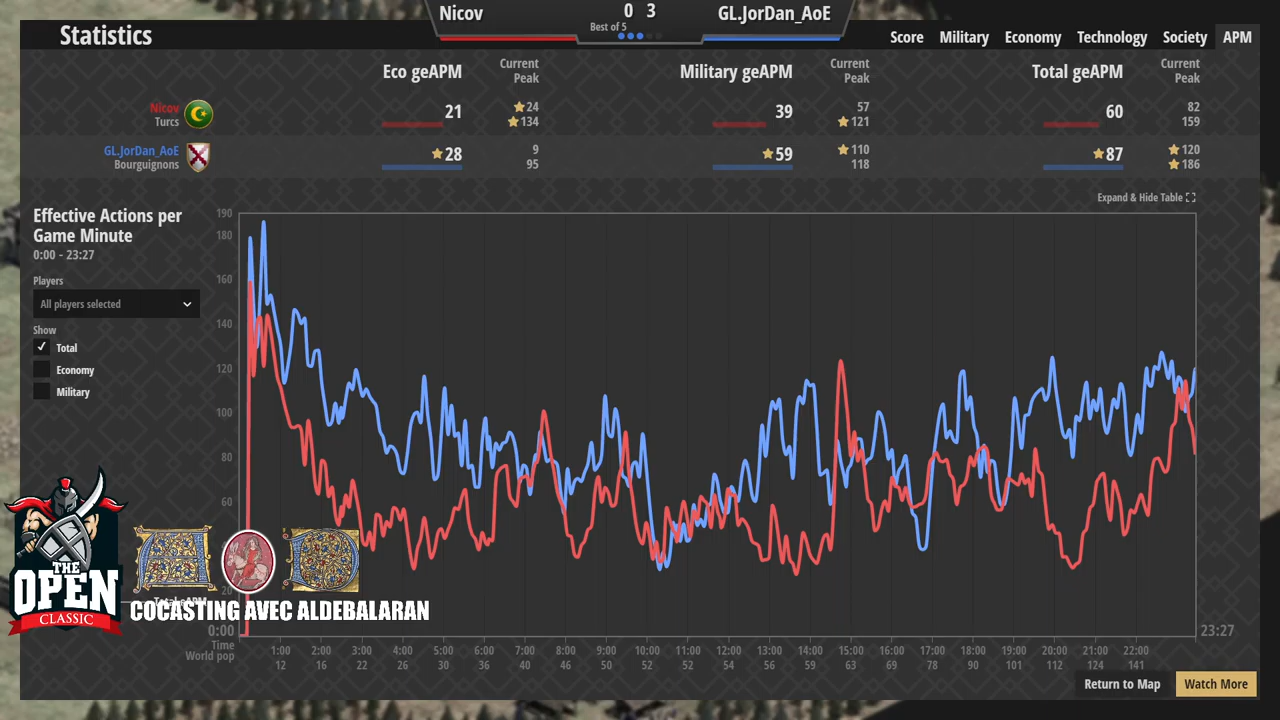 Nicov 0 3 GL.JorDan_AoE
Best of 5
Statistics
Score Military Economy Technology Society APM
Eco geAPM Current Peak Military geAPM Current Peak Total geAPM Current Peak
Nicov
Turcs
21 24 134 39 57 121 60 82 159
GL.JorDan_AoE
Bourguignons
28 9 95 59 110 118 87 120 186
Expand & Hide Table
Effective Actions per
Game Minute
0:00 - 23:27
Players
All players selected
Show
Total
Economy
Military
190
180
160
140
120
100
80
60
20
THE
OPEN
CLASSIC
COCASTING AVEC ALDEBALARAN
0:00 23:27
Time 1:00 2:00 3:00 4:00 5:00 6:00 7:00 8:00 9:00 10:00 11:00 12:00 13:00 14:00 15:00 16:00 17:00 18:00 19:00 20:00 21:00 22:00
World pop 12 16 22 26 30 36 40 46 50 52 52 54 56 59 63 69 78 90 101 112 124 141
Return to Map Watch More